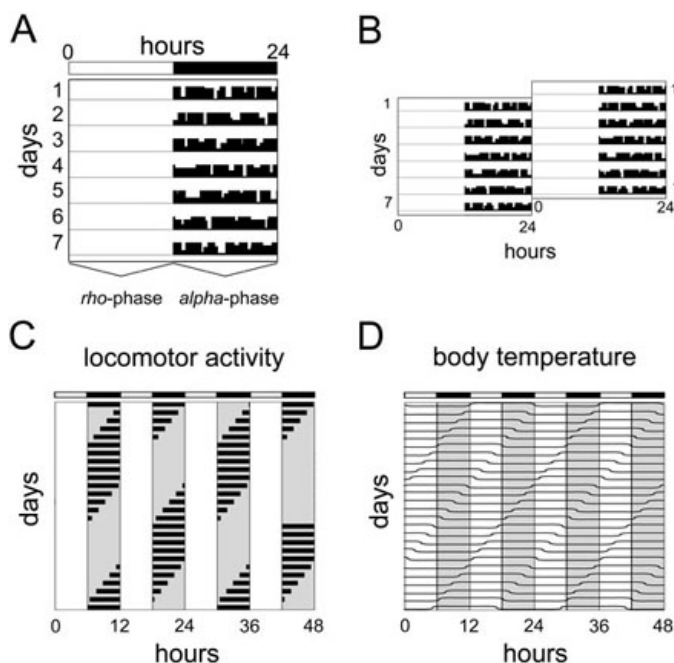 A
hours
0 24
days
1
2
3
4
5
6
7
rho-phase alpha-phase
B
1
7
days
0 24
0 24
hours
C
locomotor activity
days
0 12 24 36 48
hours
D
body temperature
days
0 12 24 36 48
hours